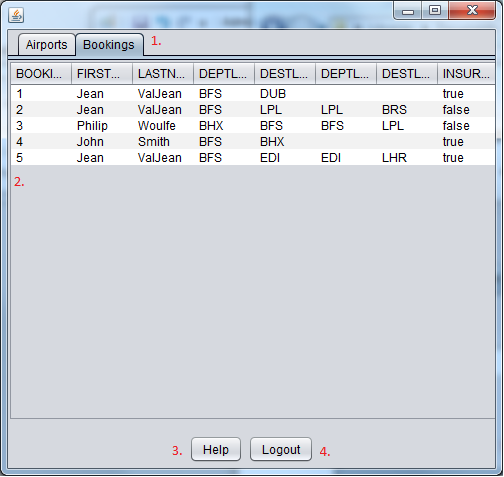 Airports Bookings 1.
BOOKI... FIRST... LASTN... DEPTL... DESTL... DEPTL... DESTL... INSUR...
1 Jean ValJean BFS DUB true
2 Jean ValJean BFS LPL LPL BRS false
3 Philip Woulfe BHX BFS BFS LPL false
4 John Smith BFS BHX true
5 Jean ValJean BFS EDI EDI LHR true
2.
3. Help Logout 4.